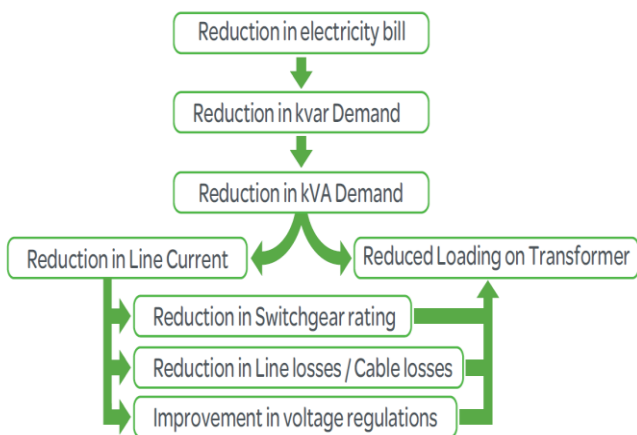 Reduction in electricity bill
Reduction in kvar Demand
Reduction in kVA Demand
Reduction in Line Current
Reduced Loading on Transformer
Reduction in Switchgear rating
Reduction in Line losses / Cable losses
Improvement in voltage regulations